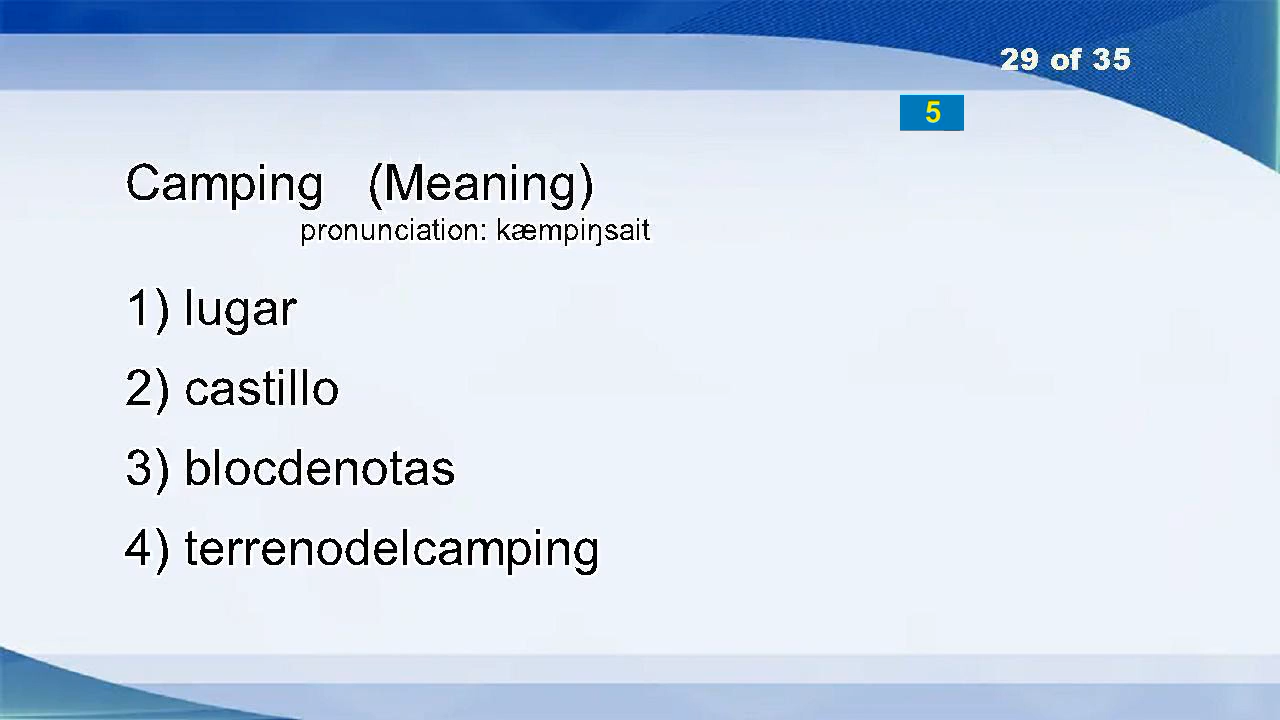 29 of 35
5
Camping (Meaning)
pronunciation: kæmpiŋsait
1) lugar
2) castillo
3) blocdenotas
4) terrenodelcamping